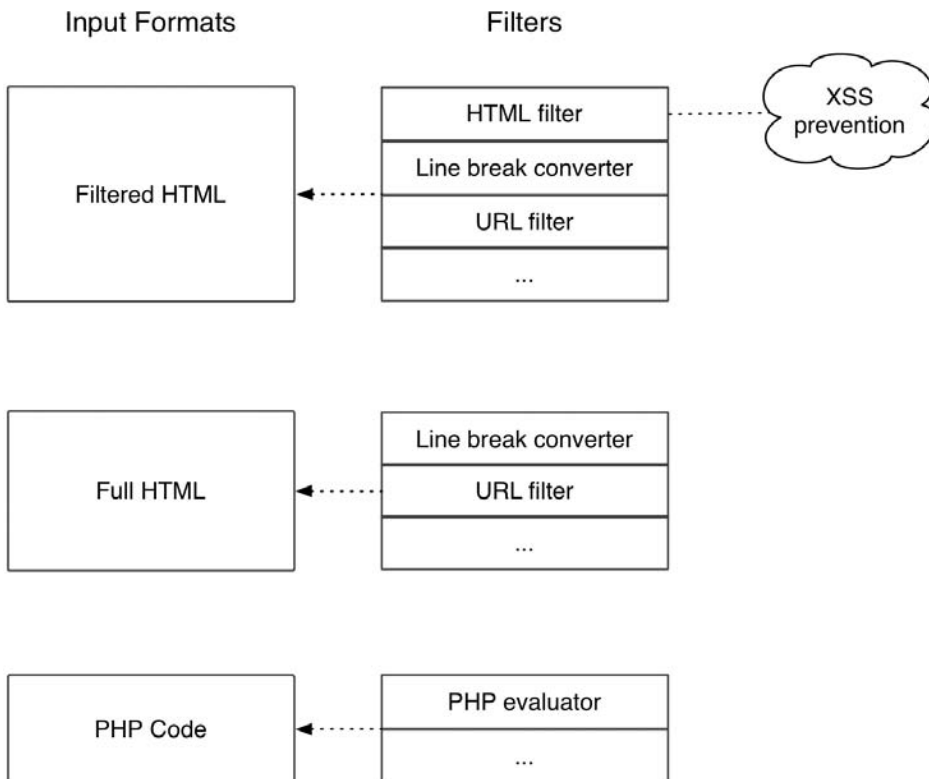 Input Formats
Filters
Filtered HTML
HTML filter
Line break converter
URL filter
...
XSS
prevention
Full HTML
Line break converter
URL filter
...
PHP Code
PHP evaluator
...